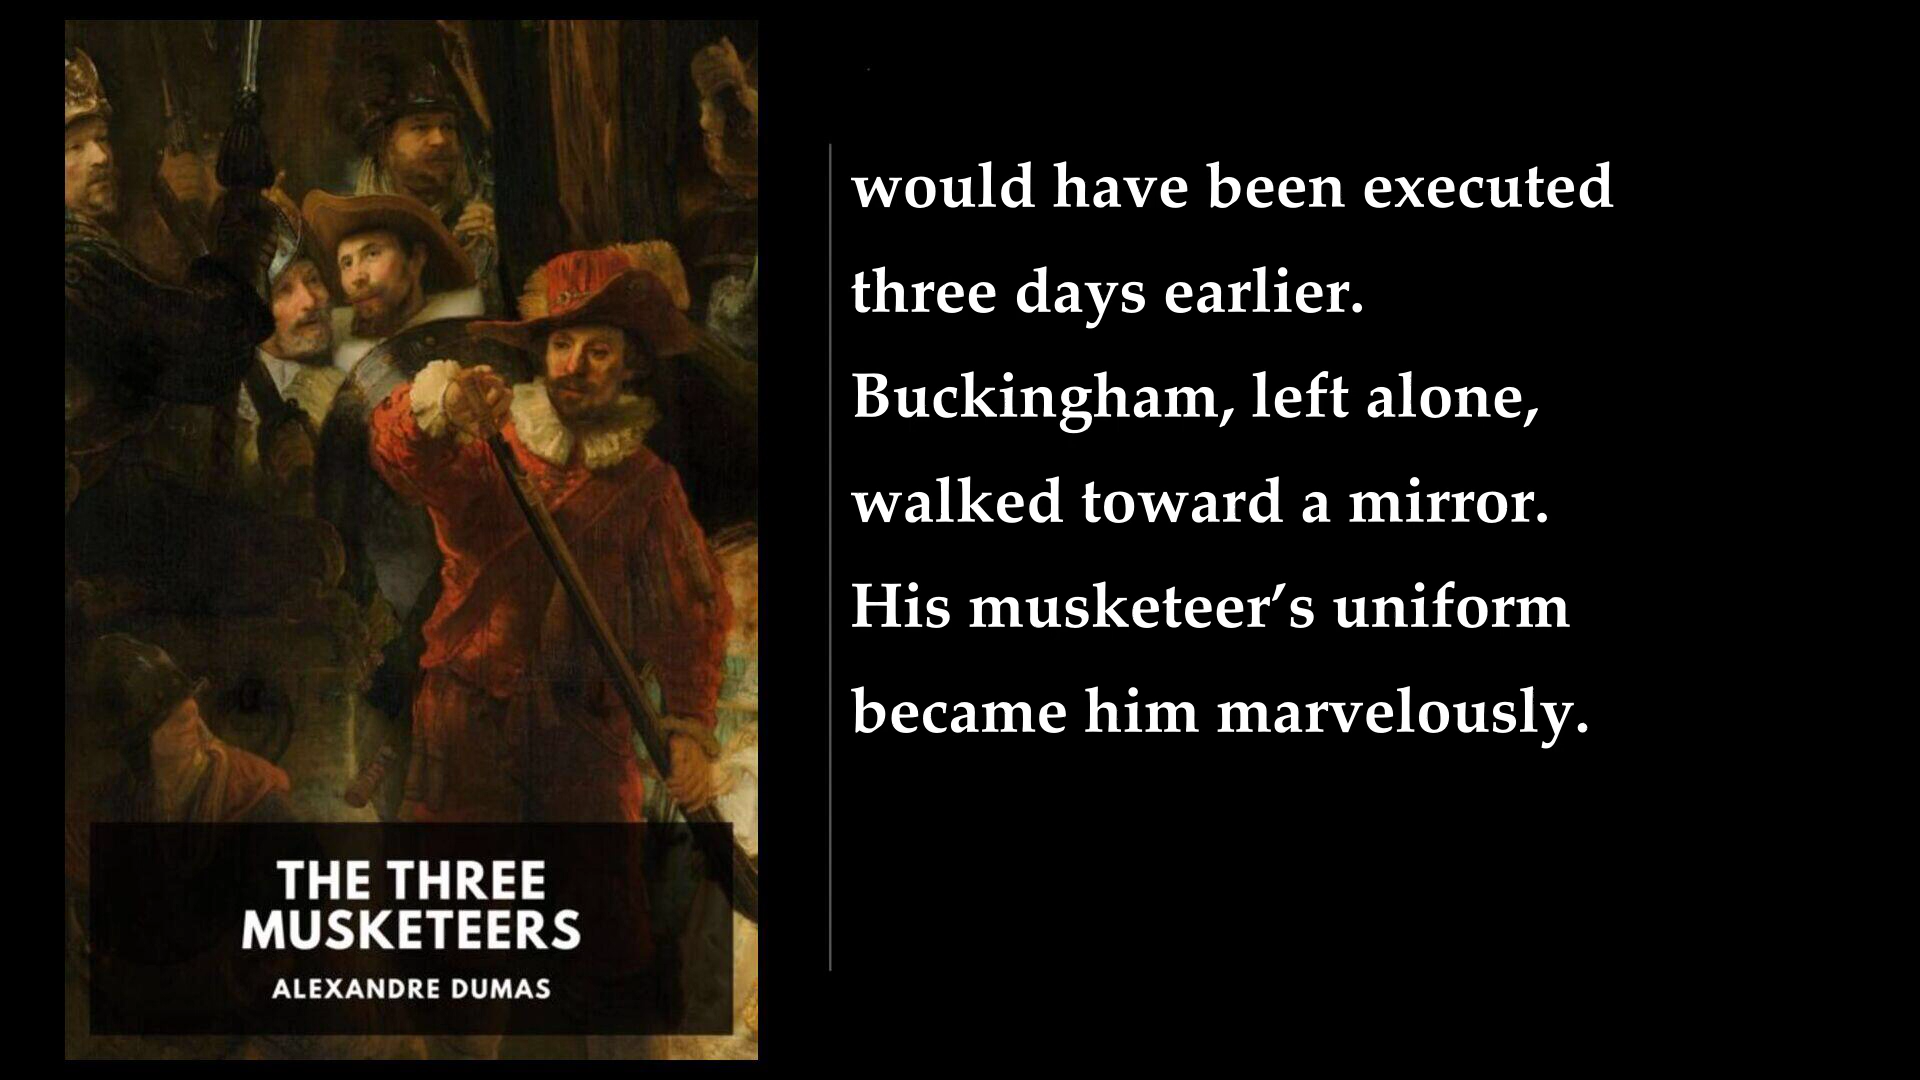 would have been executed
three days earlier.
Buckingham, left alone,
walked toward a mirror.
His musketeer’s uniform
became him marvelously.
THE THREE
MUSKETEERS
ALEXANDRE DUMAS